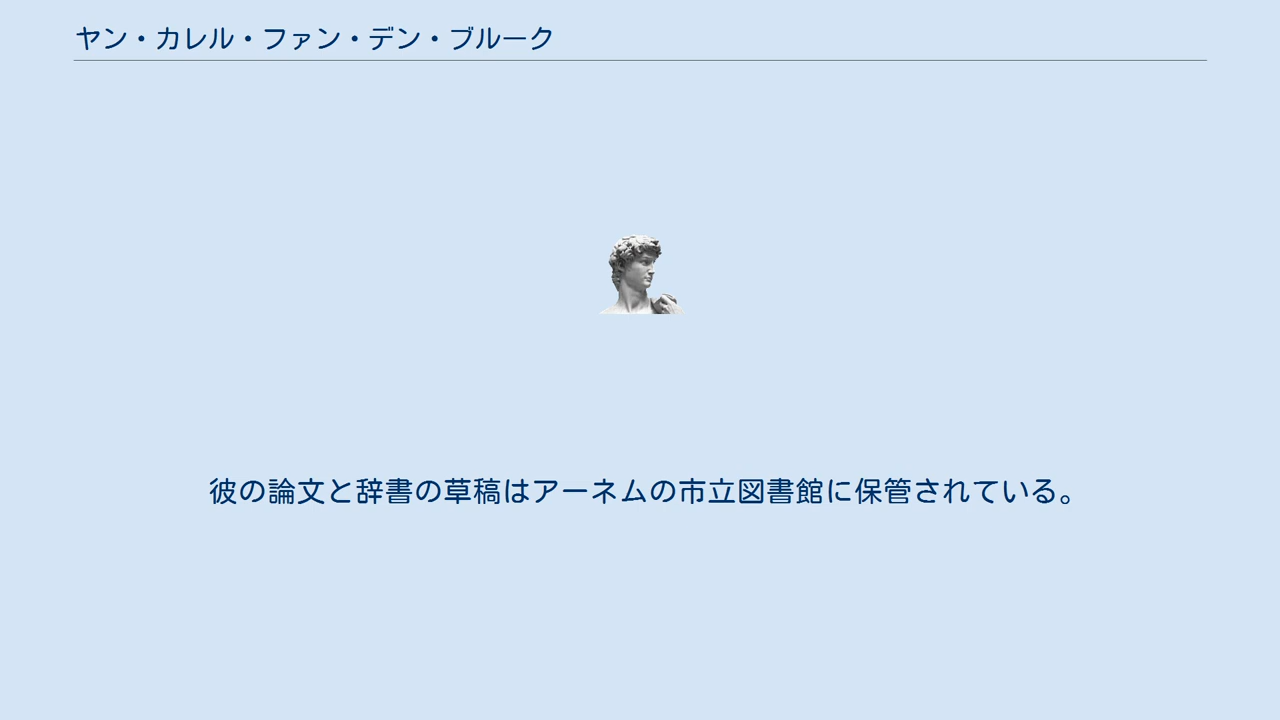 ヤン・カレル・ファン・デン・ブルーク
彼の論文と辞書の草稿はアーネムの市立図書館に保管されている。